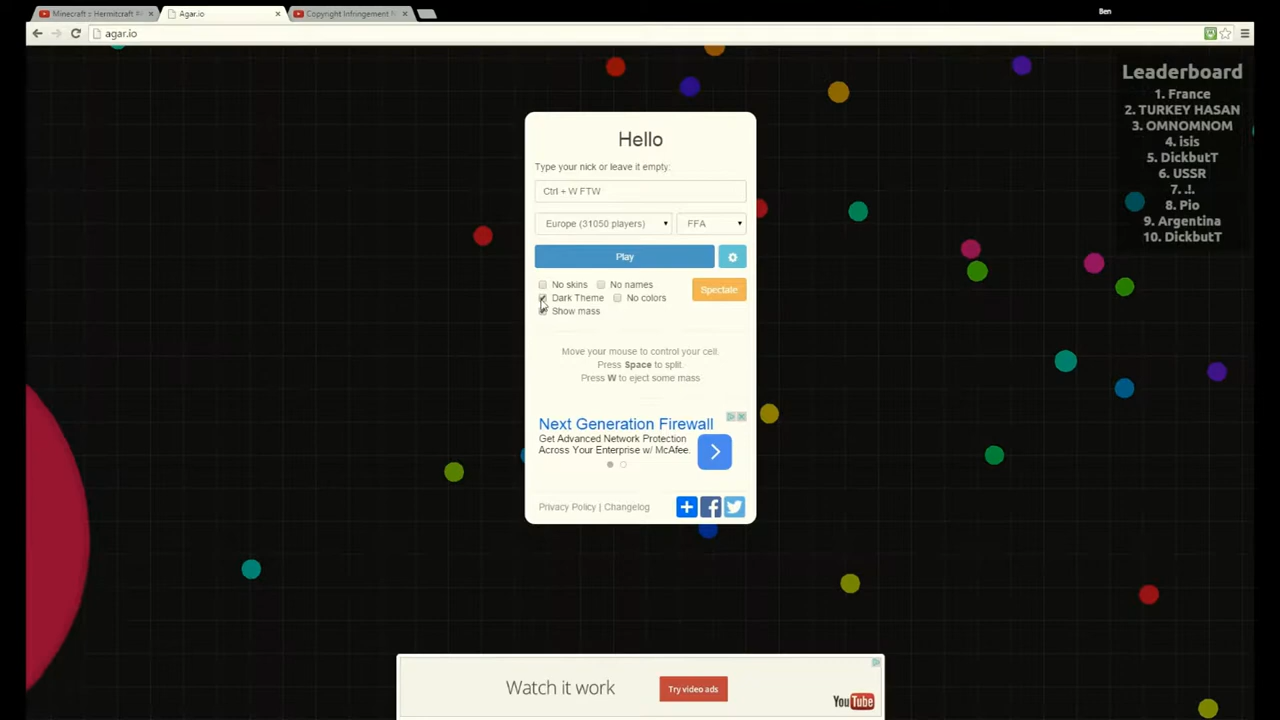 Minecraft :: Hermitcraft #
Agar.io
Copyright Infringement
Ben
agar.io
Leaderboard
1. France
2. TURKEY HASAN
3. OMNOMNOM
4. isis
5. DickbutT
6. USSR
7. .!.
8. Pio
9. Argentina
10. DickbutT
Hello
Type your nick or leave it empty:
Ctrl + W FTW
Europe (31050 players)
FFA
Play
No skins
No names
Spectate
Dark Theme
No colors
Show mass
Move your mouse to control your cell.
Press Space to split.
Press W to eject some mass
Next Generation Firewall
Get Advanced Network Protection
Across Your Enterprise w/ McAfee.
Privacy Policy | Changelog
Watch it work
Try video ads
YouTube